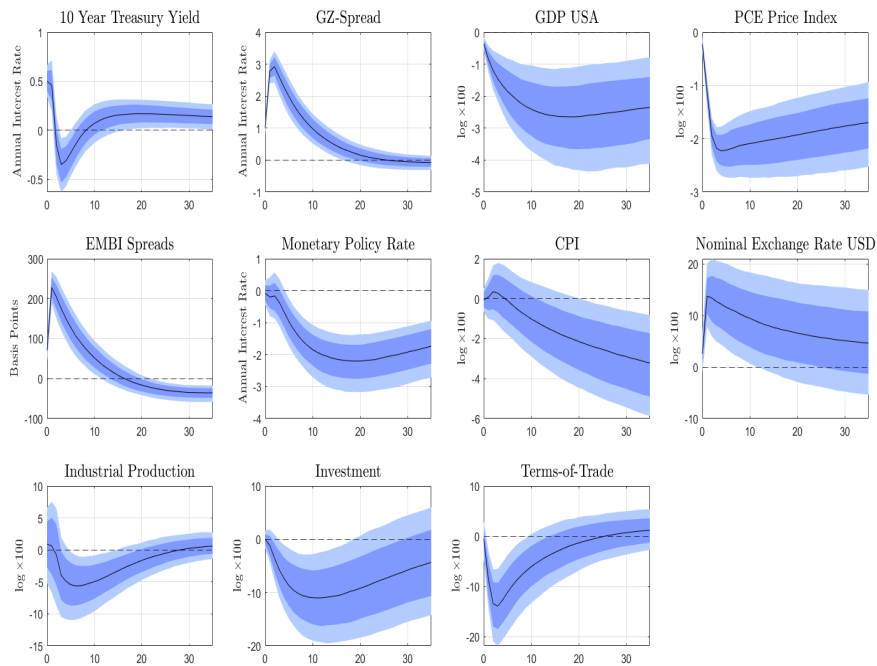 10 Year Treasury Yield
Annual Interest Rate
1
0.5
0
-0.5
0 10 20 30
GZ-Spread
Annual Interest Rate
4
3
2
1
0
-1
0 10 20 30
GDP USA
log ×100
-0
-1
-2
-3
-4
-5
0 10 20 30
PCE Price Index
log ×100
0
-1
-2
-3
0 10 20 30
EMBI Spreads
Basis Points
300
200
100
0
-100
0 10 20 30
Monetary Policy Rate
Annual Interest Rate
1
0
-1
-2
-3
-4
0 10 20 30
CPI
log ×100
2
0
-2
-4
-6
0 10 20 30
Nominal Exchange Rate USD
log ×100
20
10
0
-10
0 10 20 30
Industrial Production
log ×100
10
5
0
-5
-10
-15
0 10 20 30
Investment
log ×100
10
0
-10
-20
0 10 20 30
Terms-of-Trade
log ×100
10
0
-10
-20
0 10 20 30